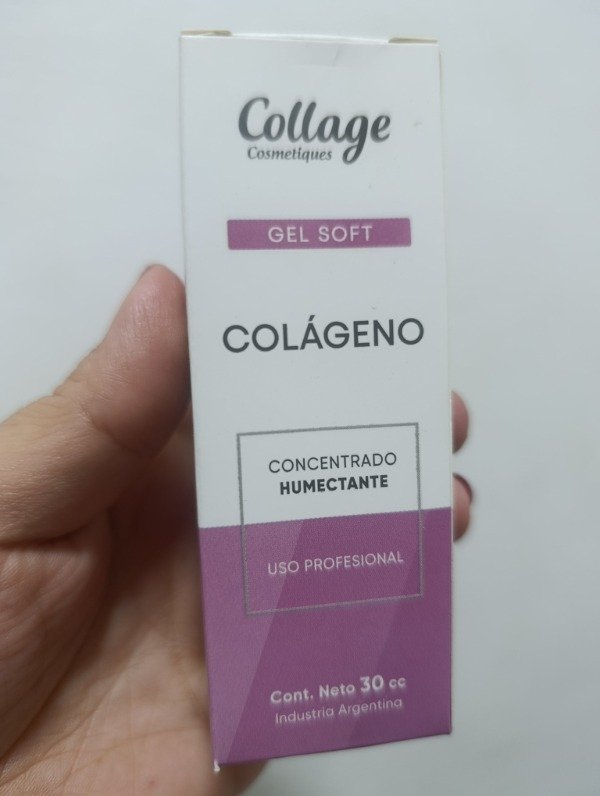 Collage
Cosmetiques
GEL SOFT
COLÁGENO
CONCENTRADO
HUMECTANTE
USO PROFESIONAL
Cont. Neto 30 cc
Industria Argentina